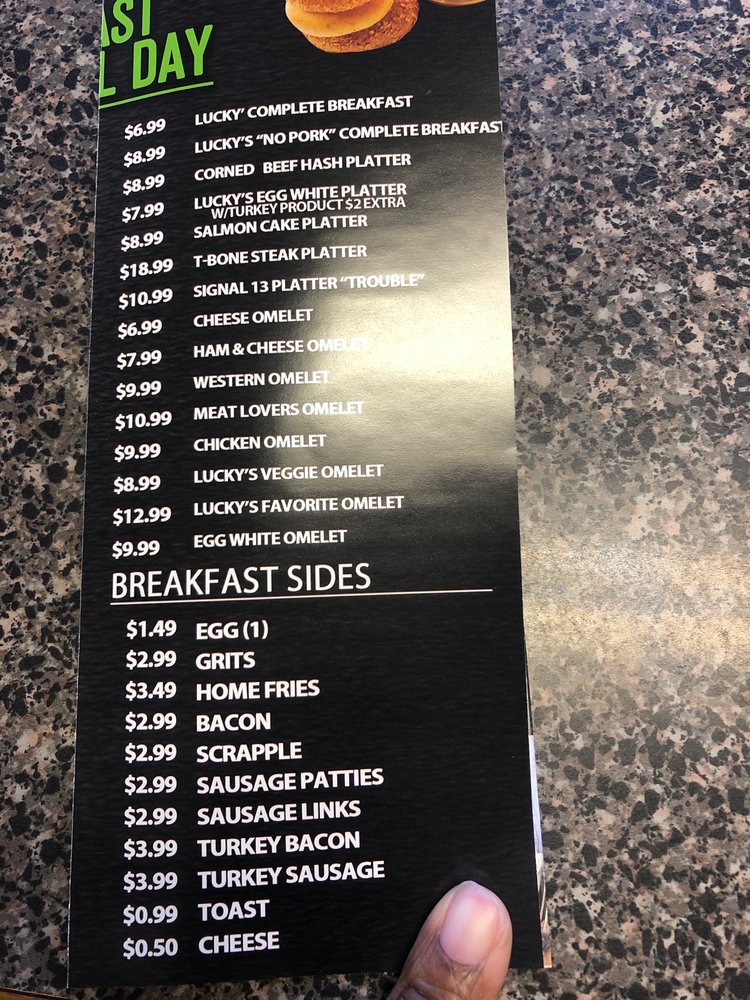 AST
L DAY
$6.99 LUCKY' COMPLETE BREAKFAST
$8.99 LUCKY'S "NO PORK" COMPLETE BREAKFAST
$8.99 CORNED BEEF HASH PLATTER
$7.99 LUCKY'S EGG WHITE PLATTER
W/TURKEY PRODUCT $2 EXTRA
$8.99 SALMON CAKE PLATTER
$18.99 T-BONE STEAK PLATTER
$10.99 SIGNAL 13 PLATTER "TROUBLE"
$6.99 CHEESE OMELET
$7.99 HAM & CHEESE OMELET
$9.99 WESTERN OMELET
$10.99 MEAT LOVERS OMELET
$9.99 CHICKEN OMELET
$8.99 LUCKY'S VEGGIE OMELET
$12.99 LUCKY'S FAVORITE OMELET
$9.99 EGG WHITE OMELET
BREAKFAST SIDES
$1.49 EGG (1)
$2.99 GRITS
$3.49 HOME FRIES
$2.99 BACON
$2.99 SCRAPPLE
$2.99 SAUSAGE PATTIES
$2.99 SAUSAGE LINKS
$3.99 TURKEY BACON
$3.99 TURKEY SAUSAGE
$0.99 TOAST
$0.50 CHEESE